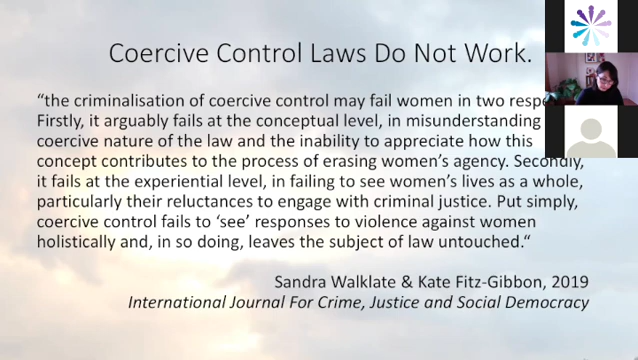 Coercive Control Laws Do Not Work.
“the criminalisation of coercive control may fail women in two
Firstly, it arguably fails at the conceptual level, in misunderstanding
coercive nature of the law and the inability to appreciate how this
concept contributes to the process of erasing women’s agency. Secondly,
it fails at the experiential level, in failing to see women’s lives as a whole,
particularly their reluctances to engage with criminal justice. Put simply,
coercive control fails to ‘see’ responses to violence against women
holistically and, in so doing, leaves the subject of law untouched.“
Sandra Walklate & Kate Fitz-Gibbon, 2019
International Journal For Crime, Justice and Social Democracy